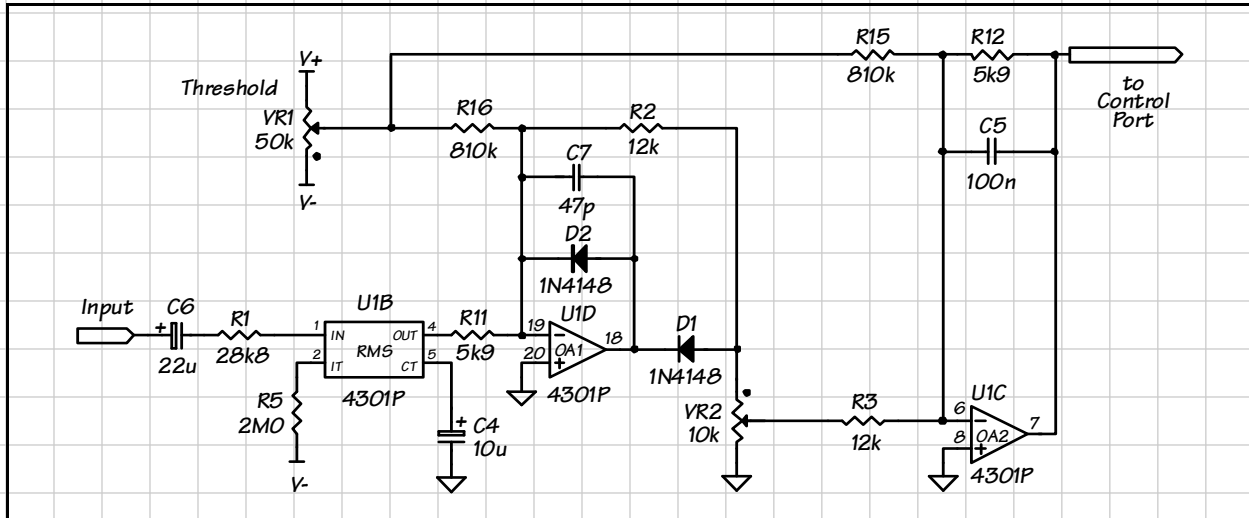 R15
810k
R12
5k9
to
Control
Port
V+
Threshold
VR1
50k
V-
R16
810k
R2
12k
C7
47p
C5
100n
D2
1N4148
Input
C6
+
22u
R1
28k8
U1B
1
IN
OUT
4
2
IT
RMS
CT
5
4301P
R11
5k9
U1D
19
-
18
20
+
OA1
4301P
D1
1N4148
R5
2M0
V-
+
C4
10u
VR2
10k
R3
12k
U1C
6
-
7
8
+
OA2
4301P